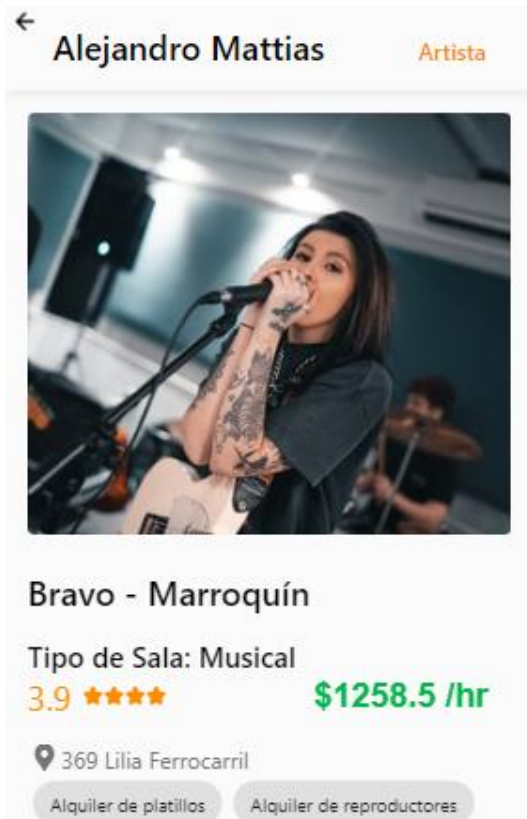 Alejandro Mattias Artista
Bravo - Marroquín
Tipo de Sala: Musical
3.9 $1258.5 /hr
369 Lilia Ferrocarril
Alquiler de platillos Alquiler de reproductores